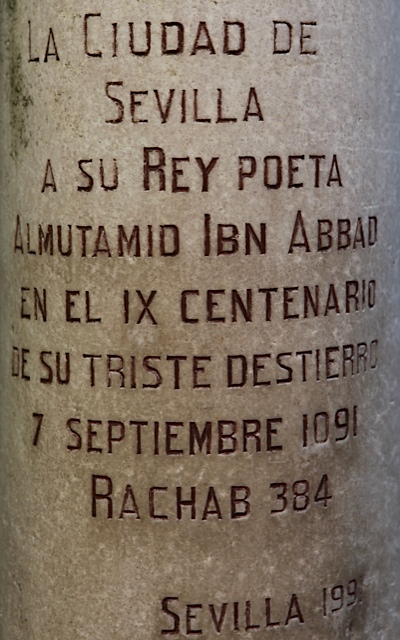 LA CIUDAD DE
SEVILLA
A SU REY POETA
ALMUTAMID IBN ABBAD
EN EL IX CENTENARIO
DE SU TRISTE DESTIERRO
7 SEPTIEMBRE 1091
RACHAB 384
SEVILLA